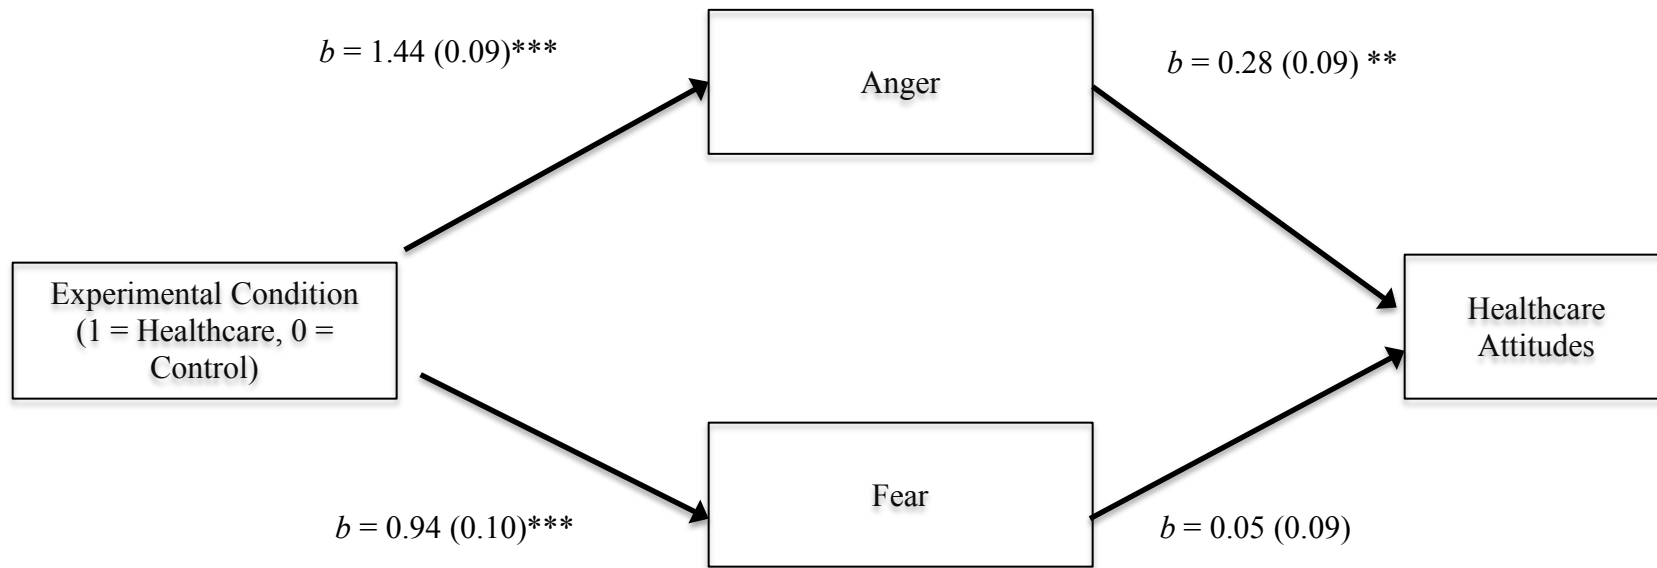 b = 1.44 (0.09)***
Anger
b = 0.28 (0.09) **
Experimental Condition
(1 = Healthcare, 0 =
Control)
Healthcare
Attitudes
Fear
b = 0.94 (0.10)***
b = 0.05 (0.09)